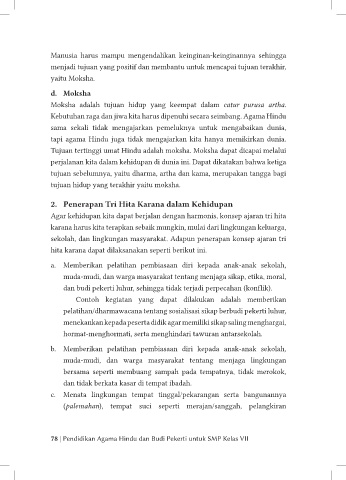 Manusia harus mampu mengendalikan keinginan-keinginannya sehingga
menjadi tujuan yang positif dan membantu untuk mencapai tujuan terakhir,
yaitu Moksha.
d. Moksha
Moksha adalah tujuan hidup yang keempat dalam catur purusa artha.
Kebutuhan raga dan jiwa kita harus dipenuhi secara seimbang. Agama Hindu
sama sekali tidak mengajarkan pemeluknya untuk mengabaikan dunia,
tapi agama Hindu juga tidak mengajarkan kita hanya memikirkan dunia.
Tujuan tertinggi umat Hindu adalah moksha. Moksha dapat dicapai melalui
perjalanan kita dalam kehidupan di dunia ini. Dapat dikatakan bahwa ketiga
tujuan sebelumnya, yaitu dharma, artha dan kama, merupakan tangga bagi
tujuan hidup yang terakhir yaitu moksha.
2. Penerapan Tri Hita Karana dalam Kehidupan
Agar kehidupan kita dapat berjalan dengan harmonis, konsep ajaran tri hita
karana harus kita terapkan sebaik mungkin, mulai dari lingkungan keluarga,
sekolah, dan lingkungan masyarakat. Adapun penerapan konsep ajaran tri
hita karana dapat dilaksanakan seperti berikut ini.
a. Memberikan pelatihan pembiasaan diri kepada anak-anak sekolah,
muda-mudi, dan warga masyarakat tentang menjaga sikap, etika, moral,
dan budi pekerti luhur, sehingga tidak terjadi perpecahan (konflik).
Contoh kegiatan yang dapat dilakukan adalah memberikan
pelatihan/dharmawacana tentang sosialisasi sikap berbudi pekerti luhur,
menekankan kepada peserta didik agar memiliki sikap saling menghargai,
hormat-menghormati, serta menghindari tawuran antarsekolah.
b. Memberikan pelatihan pembiasaan diri kepada anak-anak sekolah,
muda-mudi, dan warga masyarakat tentang menjaga lingkungan
bersama seperti membuang sampah pada tempatnya, tidak merokok,
dan tidak berkata kasar di tempat ibadah.
c. Menata lingkungan tempat tinggal/pekarangan serta bangunannya
(palemahan), tempat suci seperti merajan/sanggah, pelangkiran
78 | Pendidikan Agama Hindu dan Budi Pekerti untuk SMP Kelas VII